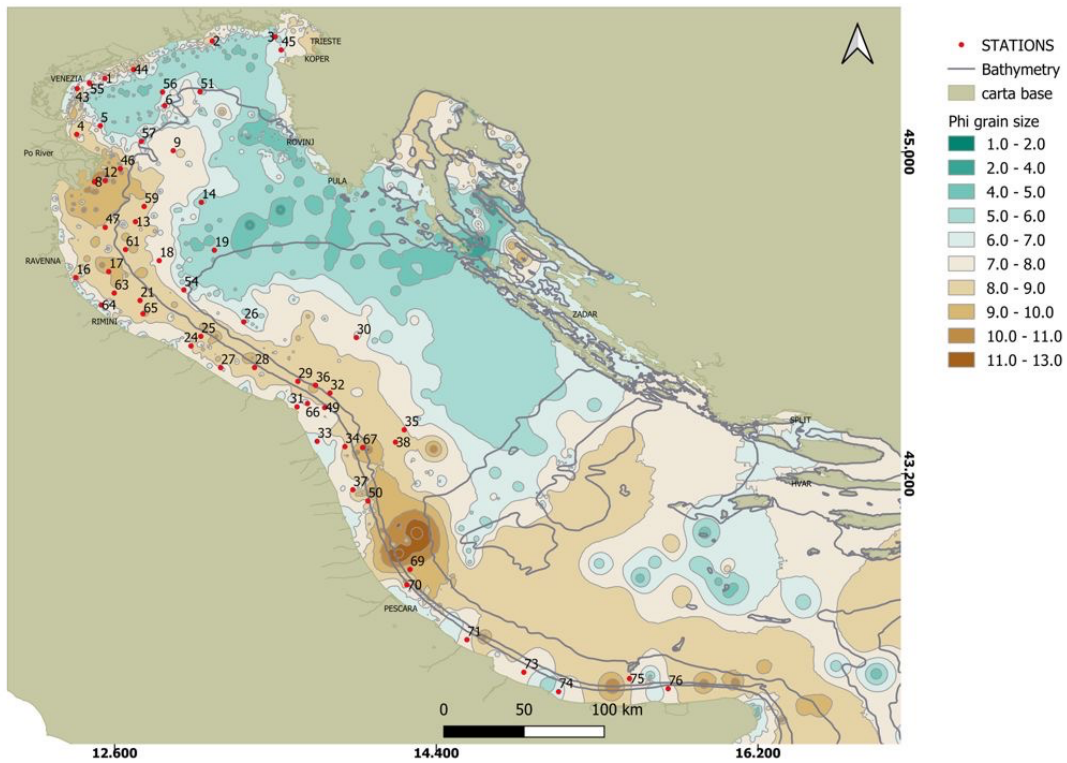 3
45
TRIESTE
2
KOPER
44
VENEZIA
1
55
43
56
51
6
5
4
57
9
ROVINJ
Po River
46
12
8
PULA
59
14
47
13
61
19
18
RAVENNA
17
16
63
54
21
64
65
RIMINI
ZADAR
26
25
24
30
27
28
29
36
32
31
66
49
35
33
34
67
38
SPLIT
37
50
HVAR
69
70
PESCARA
71
73
75
74
76
0 50 100 km
12.600 14.400 16.200
45.000
43.200
STATIONS
Bathymetry
carta base
Phi grain size
1.0 - 2.0
2.0 - 4.0
4.0 - 5.0
5.0 - 6.0
6.0 - 7.0
7.0 - 8.0
8.0 - 9.0
9.0 - 10.0
10.0 - 11.0
11.0 - 13.0